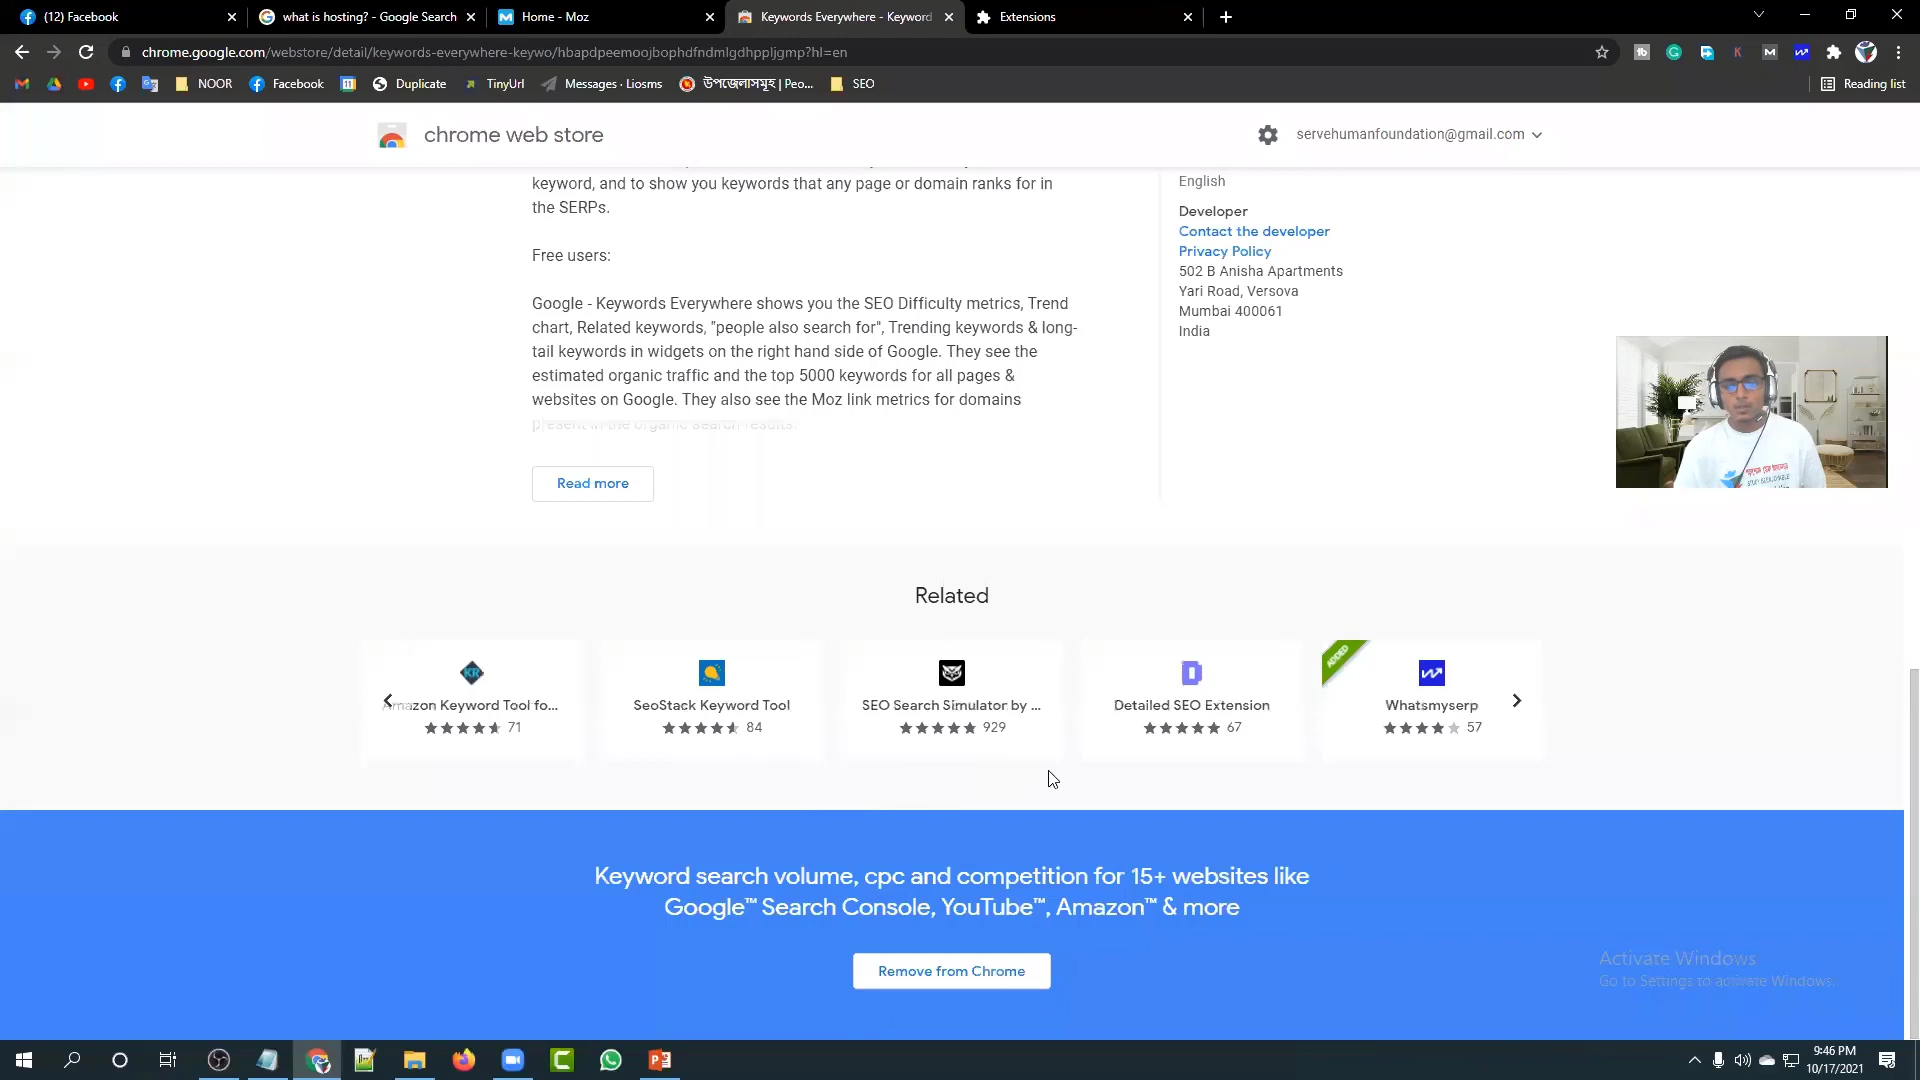 (12) Facebook
what is hosting? - Google Search
Home - Moz
Keywords Everywhere - Keyword
Extensions
chrome.google.com/webstore/detail/keywords-everywhere-keywo/hbapdpeemoojbophdfndmlgdhppljgmp?hl=en
NOOR
Facebook
Duplicate
TinyUrl
Messages · Liosms
উপজেলাসমূহ | Peo...
SEO
Reading list
chrome web store
servehumanfoundation@gmail.com
keyword, and to show you keywords that any page or domain ranks for in
the SERPs.
Free users:
Google - Keywords Everywhere shows you the SEO Difficulty metrics, Trend
chart, Related keywords, "people also search for", Trending keywords & long-
tail keywords in widgets on the right hand side of Google. They see the
estimated organic traffic and the top 5000 keywords for all pages &
websites on Google. They also see the Moz link metrics for domains
present in the organic search results.
Read more
English
Developer
Contact the developer
Privacy Policy
502 B Anisha Apartments
Yari Road, Versova
Mumbai 400061
India
Related
Amazon Keyword Tool fo...
71
SeoStack Keyword Tool
84
SEO Search Simulator by ...
929
Detailed SEO Extension
67
ADDED
Whatsmyserp
57
Keyword search volume, cpc and competition for 15+ websites like
Google™ Search Console, YouTube™, Amazon™ & more
Remove from Chrome
Activate Windows
Go to Settings to activate Windows.
9:46 PM
10/17/2021